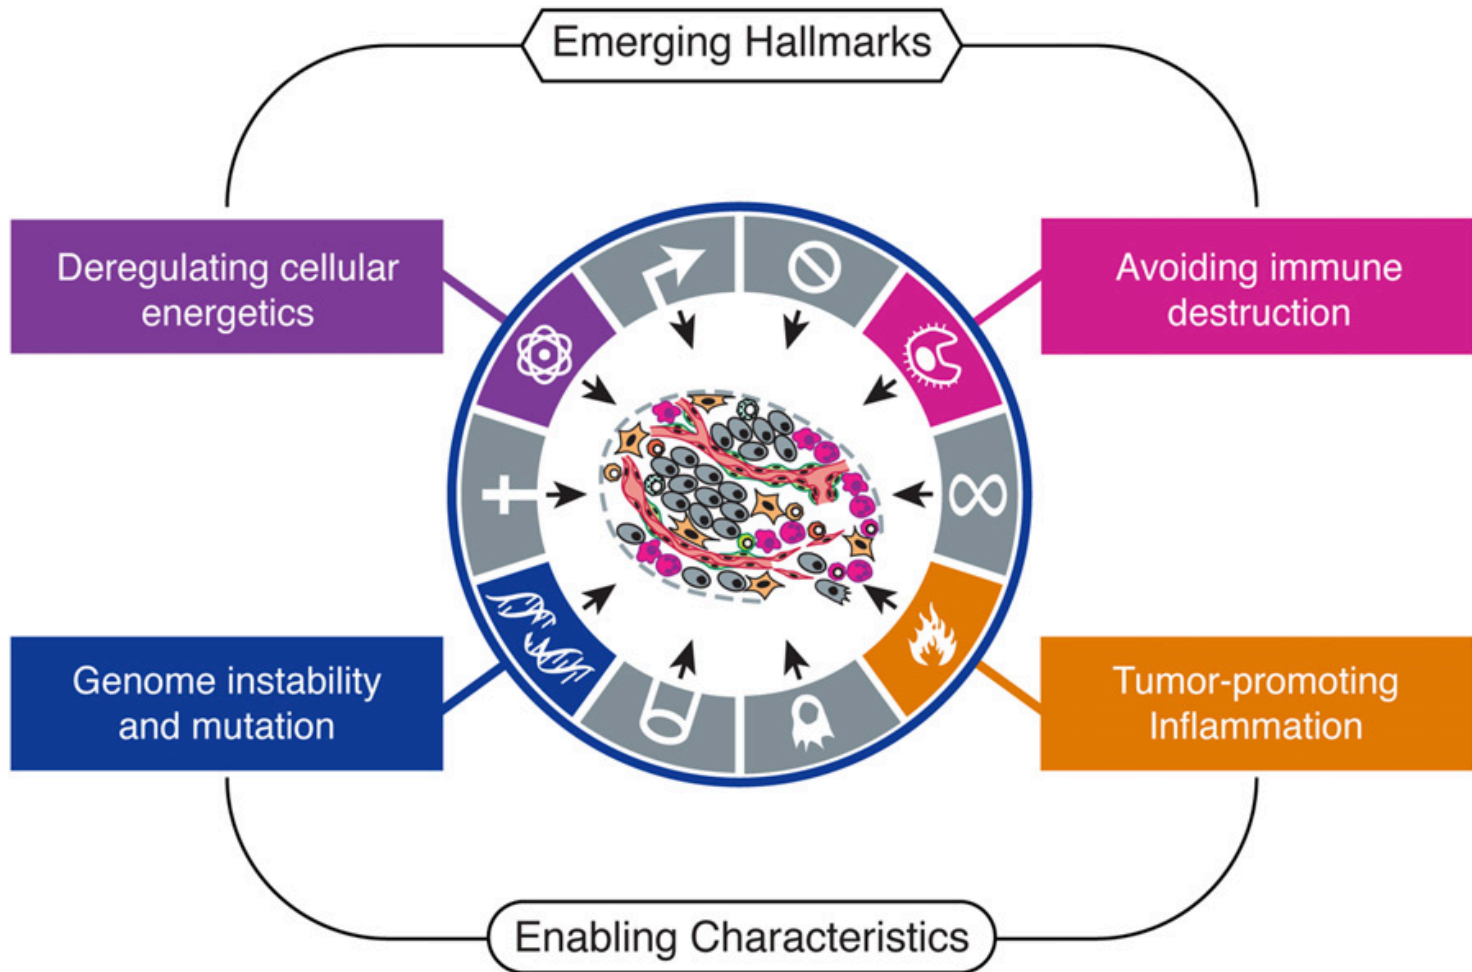 Emerging Hallmarks
Deregulating cellular
energetics
Avoiding immune
destruction
Genome instability
and mutation
Tumor-promoting
Inflammation
Enabling Characteristics